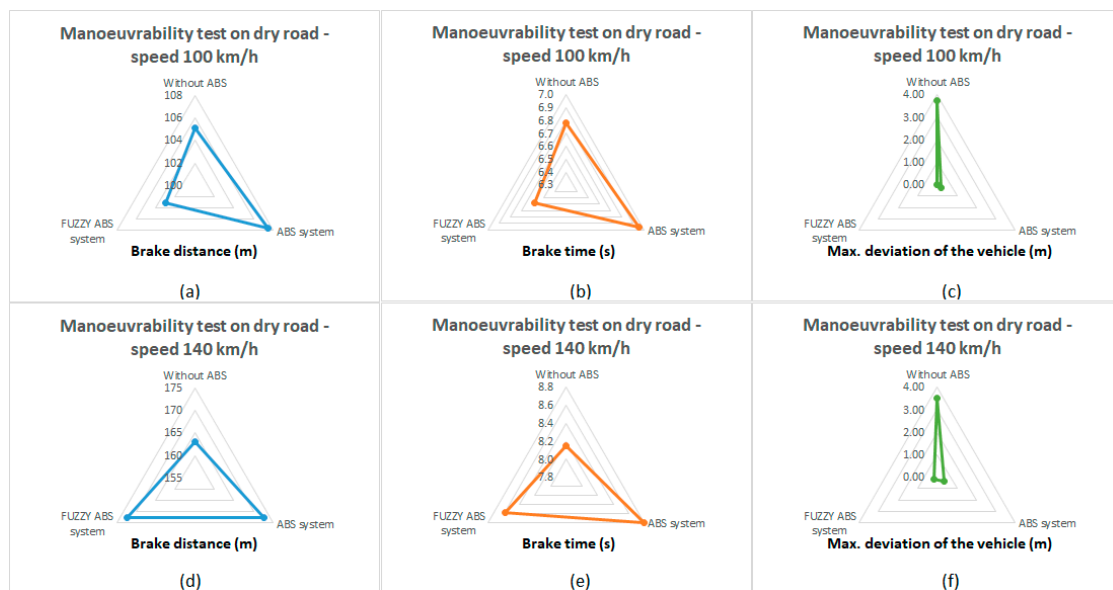 Manoeuvrability test on dry road -
speed 100 km/h
Without ABS
108
106
104
102
100
FUZZY ABS
system
ABS system
Brake distance (m)
(a)
Manoeuvrability test on dry road -
speed 100 km/h
Without ABS
7.0
6.9
6.8
6.7
6.6
6.5
6.4
6.3
FUZZY ABS
system
ABS system
Brake time (s)
(b)
Manoeuvrability test on dry road -
speed 100 km/h
Without ABS
4.00
3.00
2.00
1.00
0.00
FUZZY ABS
system
ABS system
Max. deviation of the vehicle (m)
(c)
Manoeuvrability test on dry road -
speed 140 km/h
Without ABS
175
170
165
160
155
FUZZY ABS
system
ABS system
Brake distance (m)
(d)
Manoeuvrability test on dry road -
speed 140 km/h
Without ABS
8.8
8.6
8.4
8.2
8.0
7.8
FUZZY ABS
system
ABS system
Brake time (s)
(e)
Manoeuvrability test on dry road -
speed 140 km/h
Without ABS
4.00
3.00
2.00
1.00
0.00
FUZZY ABS
system
ABS system
Max. deviation of the vehicle (m)
(f)